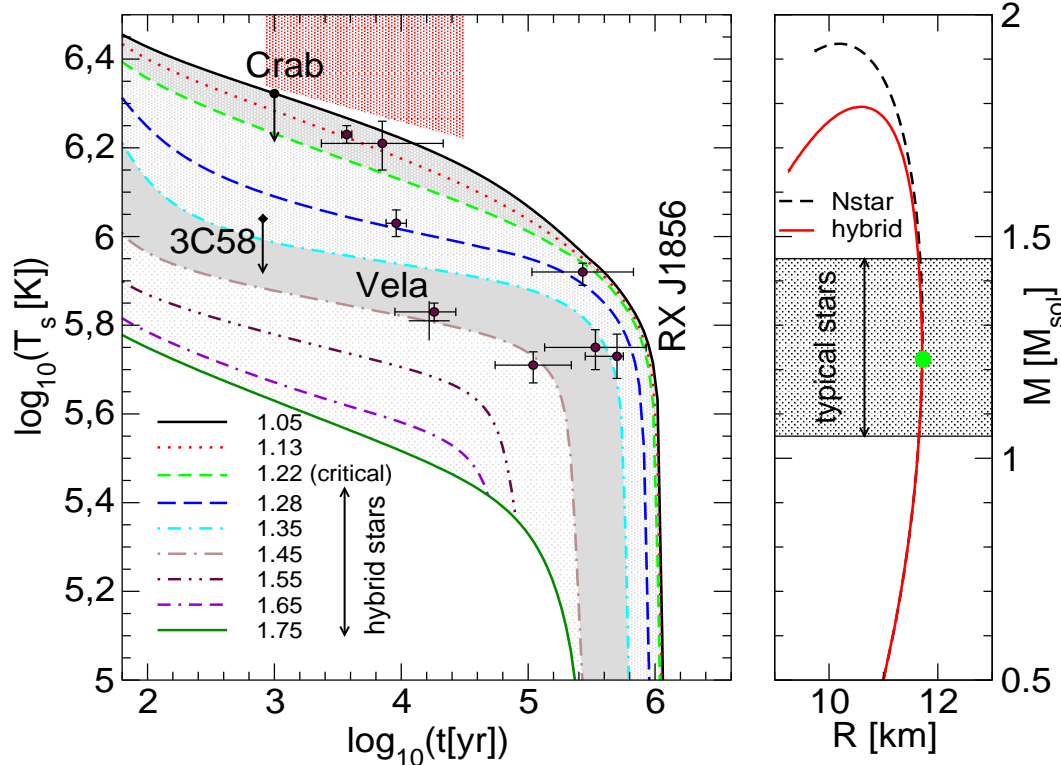 6,4
6,2
6
5,8
5,6
5,4
5,2
5
log10(Ts [K])
2
3
4
5
6
log10(t[yr])
Crab
3C58
Vela
RX J1856
1.05
1.13
1.22 (critical)
1.28
1.35
1.45
1.55
1.65
1.75
hybrid stars
Nstar
hybrid
typical stars
2
1.5
1
0.5
M [Msol]
10
11
12
R [km]